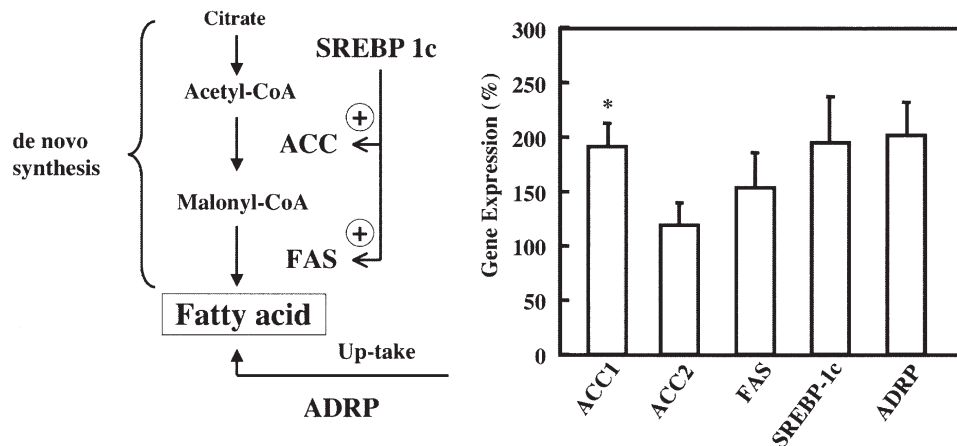 Citrate
SREBP 1c
Acetyl-CoA
+
ACC
de novo
synthesis
Malonyl-CoA
+
FAS
Fatty acid
Up-take
ADRP
Gene Expression (%)
300
250
200
150
100
50
0
*
ACC1
ACC2
FAS
SREBP-1c
ADRP